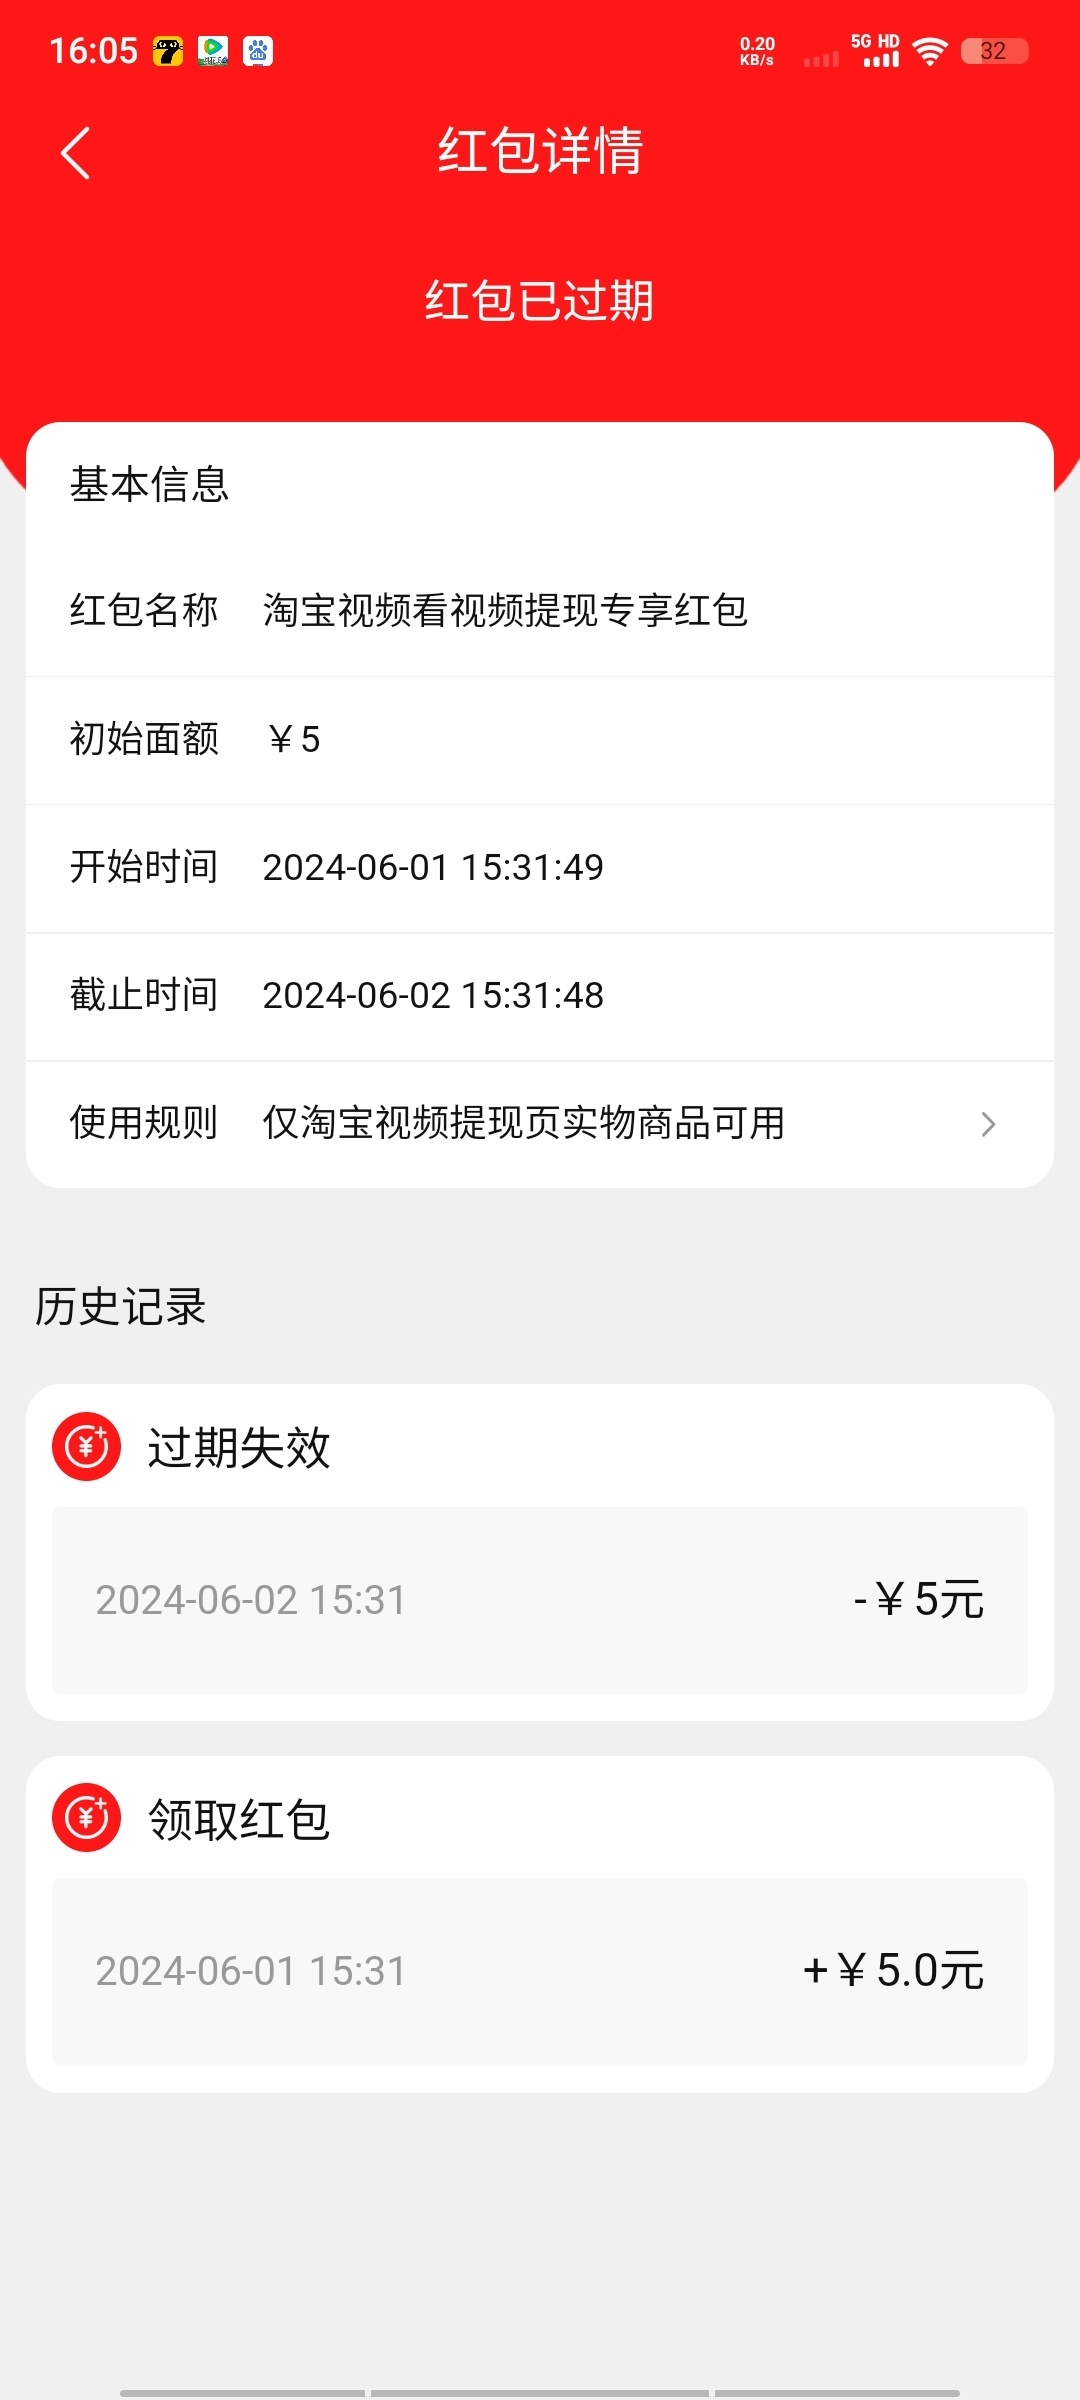 16:05
0.20
KB/s
5G HD
32
红包详情
红包已过期
基本信息
红包名称 淘宝视频看视频提现专享红包
初始面额 ￥5
开始时间 2024-06-01 15:31:49
截止时间 2024-06-02 15:31:48
使用规则 仅淘宝视频提现页实物商品可用
历史记录
过期失效
2024-06-02 15:31 -￥5元
领取红包
2024-06-01 15:31 +￥5.0元